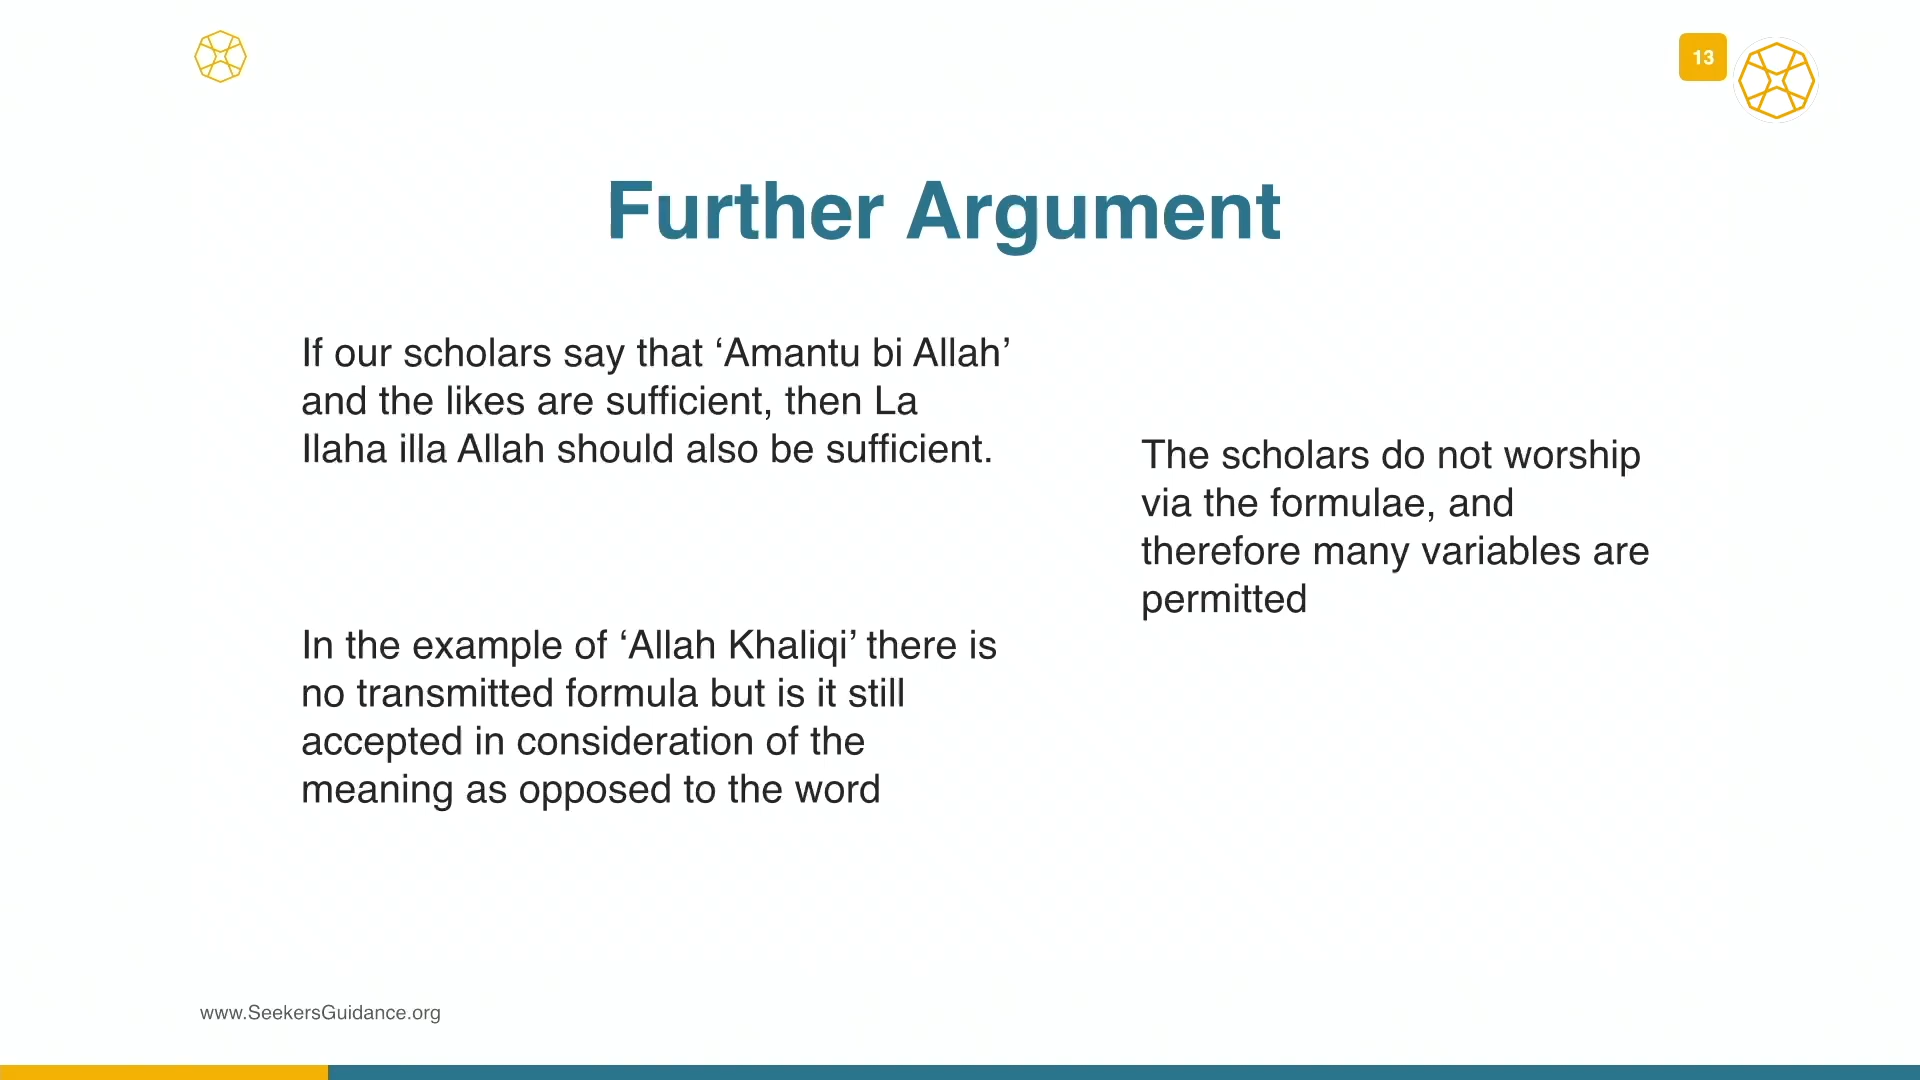 13
Further Argument
If our scholars say that ‘Amantu bi Allah’
and the likes are sufficient, then La
Ilaha illa Allah should also be sufficient.
In the example of ‘Allah Khaliqi’ there is
no transmitted formula but is it still
accepted in consideration of the
meaning as opposed to the word
The scholars do not worship
via the formulae, and
therefore many variables are
permitted
www.SeekersGuidance.org